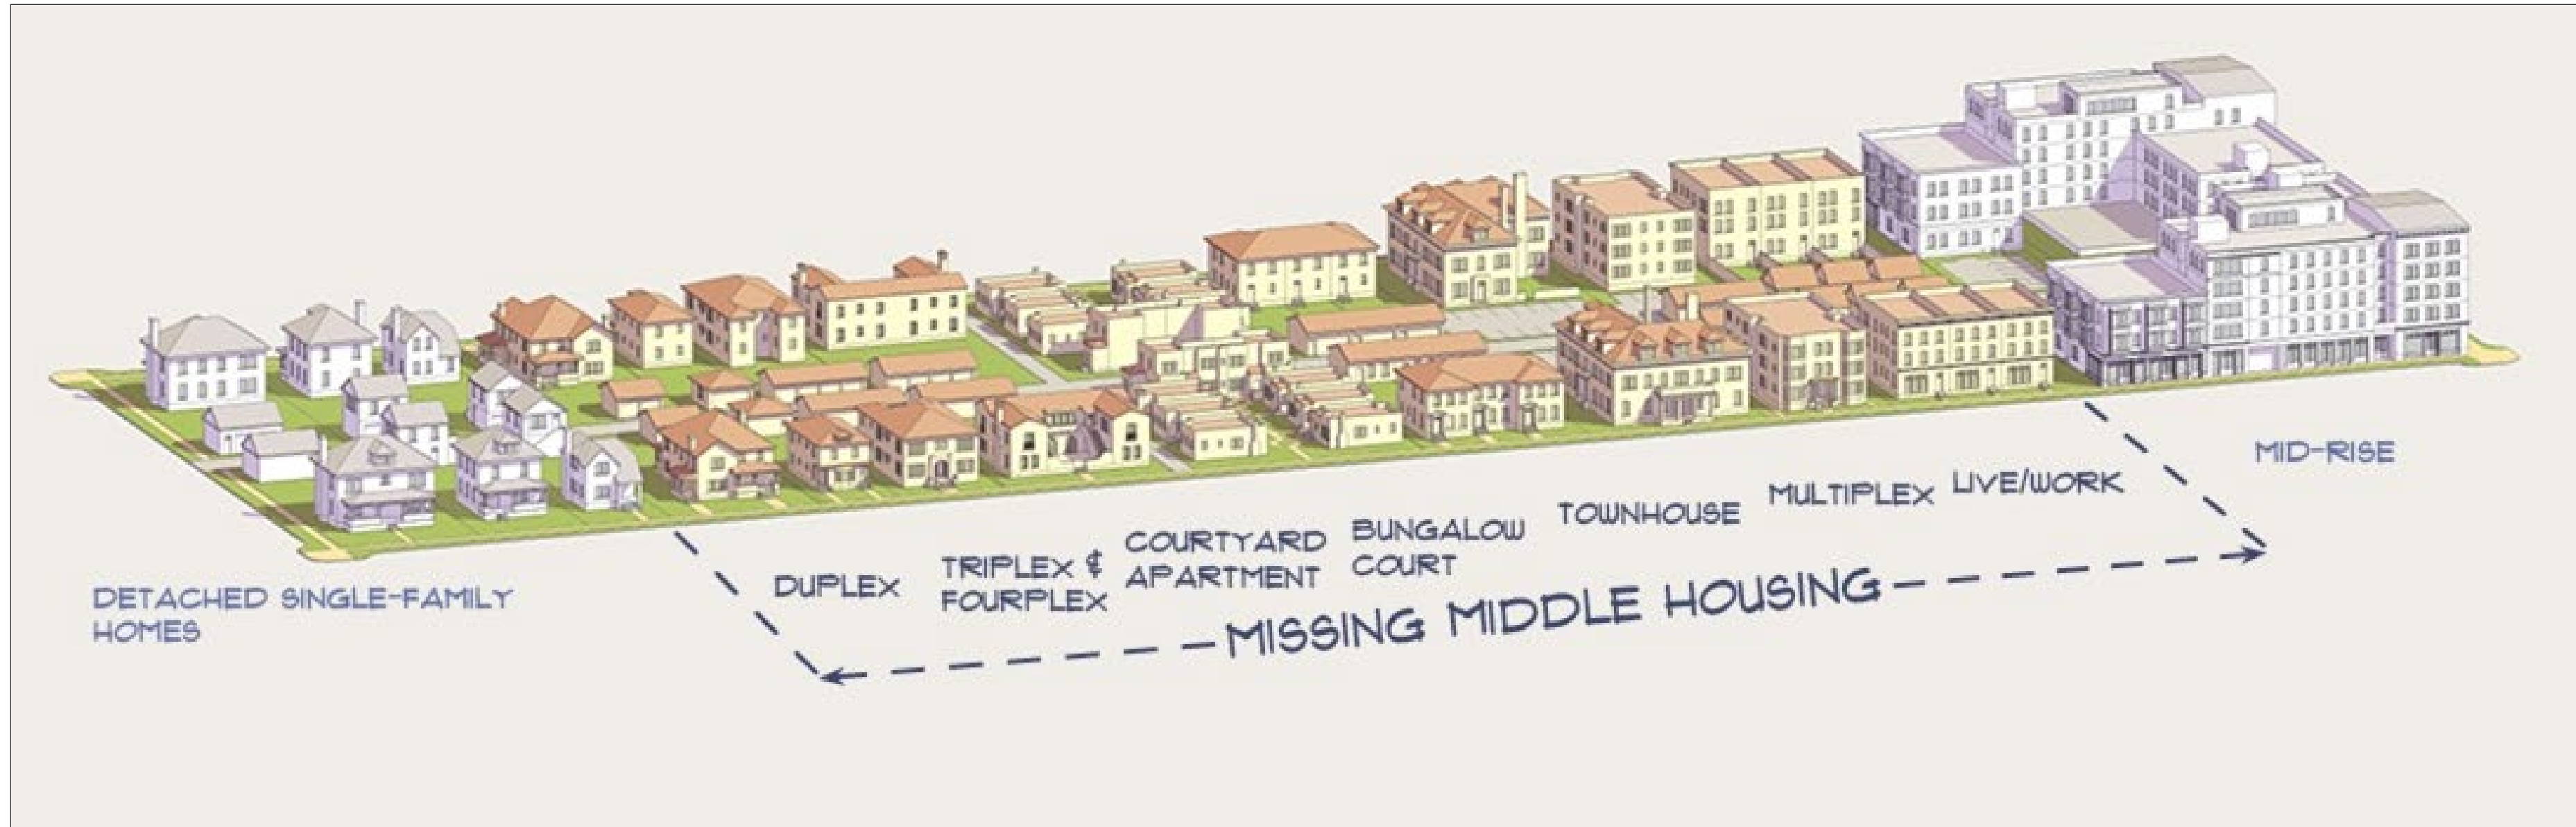 DETACHED SINGLE-FAMILY
HOMES
DUPLEX
TRIPLEX &
FOURPLEX
COURTYARD
APARTMENT
BUNGALOW
COURT
TOWNHOUSE
MULTIPLEX
LIVE/WORK
MID-RISE
MISSING MIDDLE HOUSING